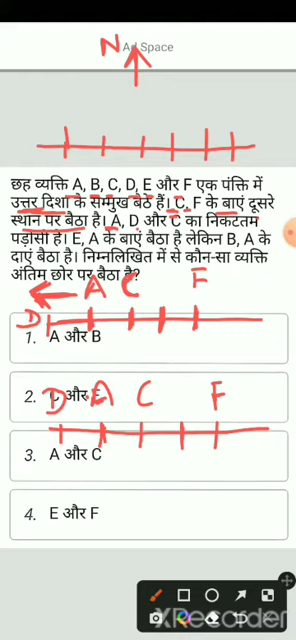 N
Ad Space
छह व्यक्ति A, B, C, D, E और F एक पंक्ति में
उत्तर दिशा के सम्मुख बैठे हैं। C, F के बाएं दूसरे
स्थान पर बैठा है। A, D और C का निकटतम
पड़ोसी है। E, A के बाएं बैठा है लेकिन B, A के
दाएं बैठा है। निम्नलिखित में से कौन-सा व्यक्ति
अंतिम छोर पर बैठा है?
A C F
D
1. A और B
2. C और E
D A C F
3. A और C
4. E और F
XRecorder